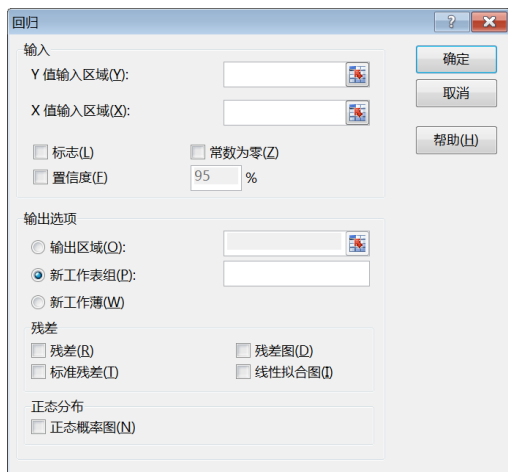 回归
输入
Y 值输入区域(Y):
X 值输入区域(X):
标志(L)
常数为零(Z)
置信度(F)
95 %
输出选项
输出区域(O):
新工作表组(P):
新工作薄(W)
残差
残差(R)
残差图(D)
标准残差(T)
线性拟合图(I)
正态分布
正态概率图(N)
确定
取消
帮助(H)